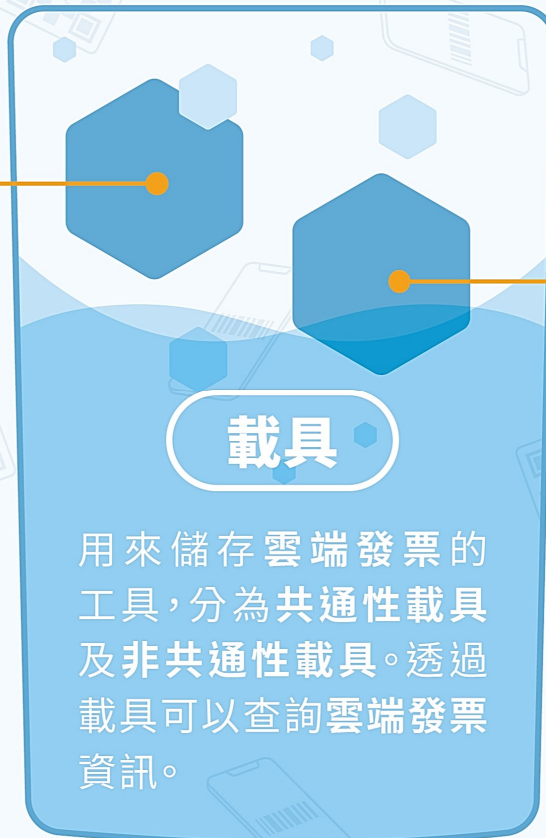 載具
用來儲存雲端發票的
工具，分為共通性載具
及非共通性載具。透過
載具可以查詢雲端發票
資訊。